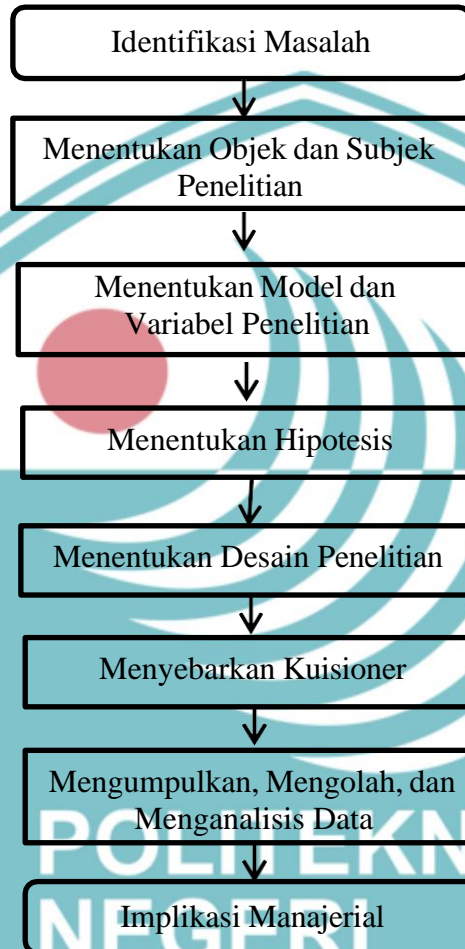 Identifikasi Masalah
Menentukan Objek dan Subjek
Penelitian
Menentukan Model dan
Variabel Penelitian
Menentukan Hipotesis
Menentukan Desain Penelitian
Menyebarkan Kuisioner
Mengumpulkan, Mengolah, dan
Menganalisis Data
POLITEKN
Implikasi Manajerial
NEGERI